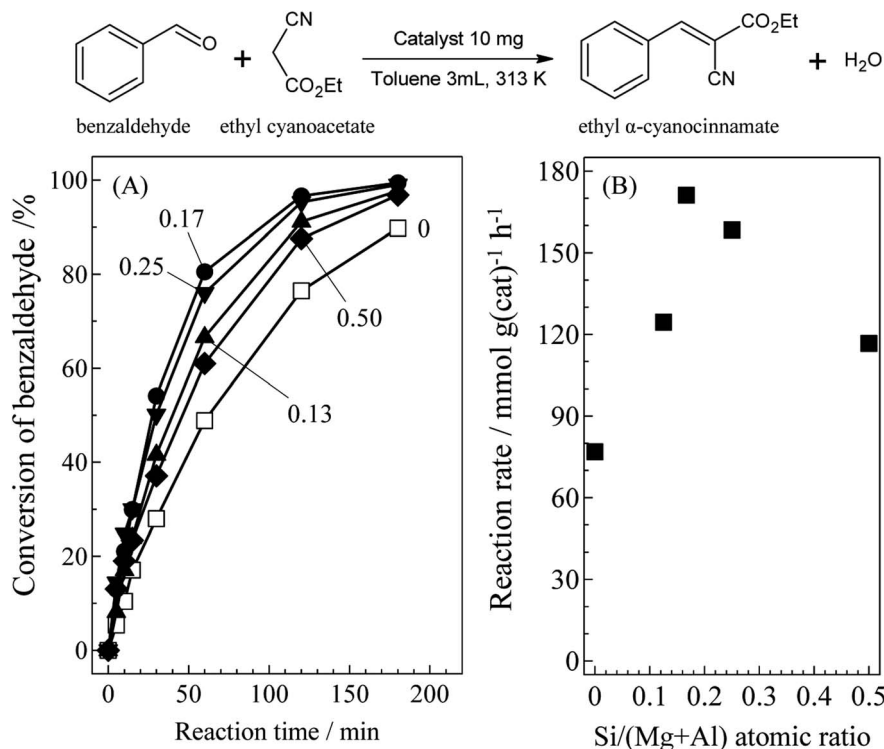 CN
O
+
CO₂Et
Catalyst 10 mg
Toluene 3mL, 313 K
CO₂Et
CN
+ H₂O
benzaldehyde ethyl cyanoacetate ethyl α-cyanocinnamate
(A)
Conversion of benzaldehyde /%
100
80
60
40
20
0
0.17
0.25
0
0.50
0.13
0 50 100 150 200
Reaction time / min
(B)
Reaction rate / mmol g(cat)⁻¹ h⁻¹
180
150
120
90
60
30
0
0 0.1 0.2 0.3 0.4 0.5
Si/(Mg+Al) atomic ratio